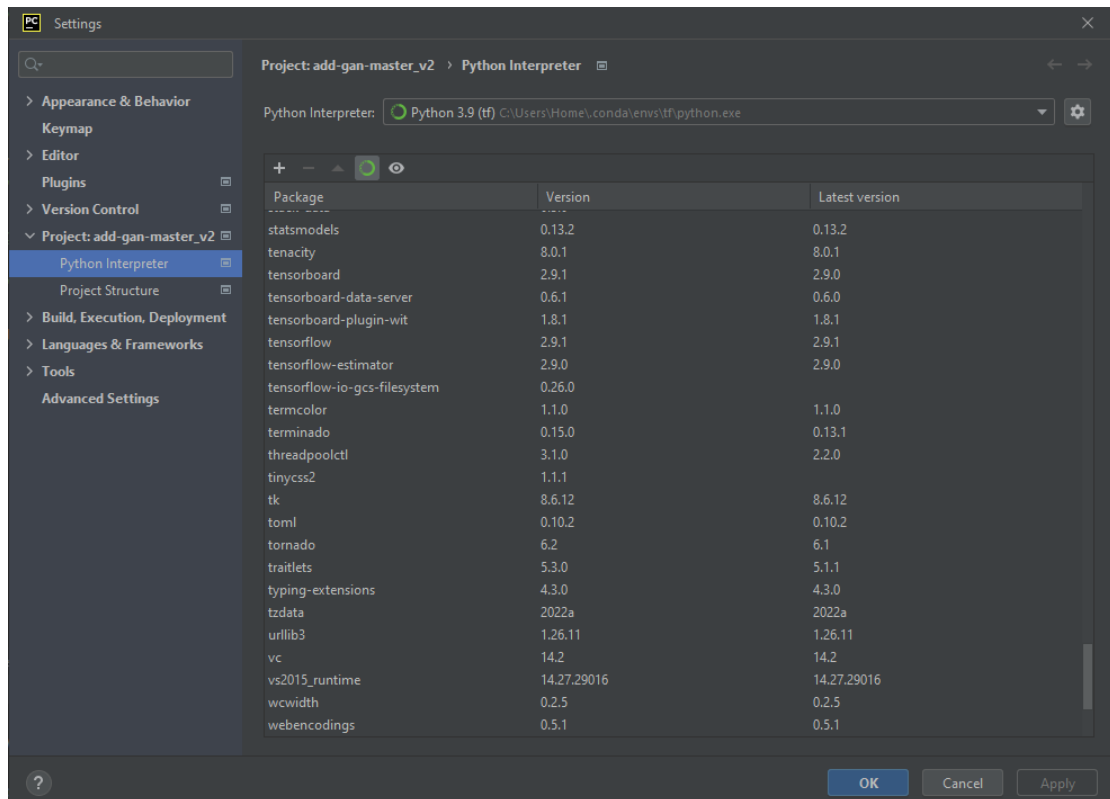 PC Settings
Project: add-gan-master_v2 › Python Interpreter
Appearance & Behavior
Keymap
Editor
Plugins
Version Control
Project: add-gan-master_v2
Python Interpreter
Project Structure
Build, Execution, Deployment
Languages & Frameworks
Tools
Advanced Settings
Python Interpreter: Python 3.9 (tf) C:\Users\Home\.conda\envs\tf\python.exe
Package Version Latest version
statsmodels 0.13.2 0.13.2
tenacity 8.0.1 8.0.1
tensorboard 2.9.1 2.9.0
tensorboard-data-server 0.6.1 0.6.0
tensorboard-plugin-wit 1.8.1 1.8.1
tensorflow 2.9.1 2.9.1
tensorflow-estimator 2.9.0 2.9.0
tensorflow-io-gcs-filesystem 0.26.0
termcolor 1.1.0 1.1.0
terminado 0.15.0 0.13.1
threadpoolctl 3.1.0 2.2.0
tinycss2 1.1.1
tk 8.6.12 8.6.12
toml 0.10.2 0.10.2
tornado 6.2 6.1
traitlets 5.3.0 5.1.1
typing-extensions 4.3.0 4.3.0
tzdata 2022a 2022a
urllib3 1.26.11 1.26.11
vc 14.2 14.2
vs2015_runtime 14.27.29016 14.27.29016
wcwidth 0.2.5 0.2.5
webencodings 0.5.1 0.5.1
? OK Cancel Apply